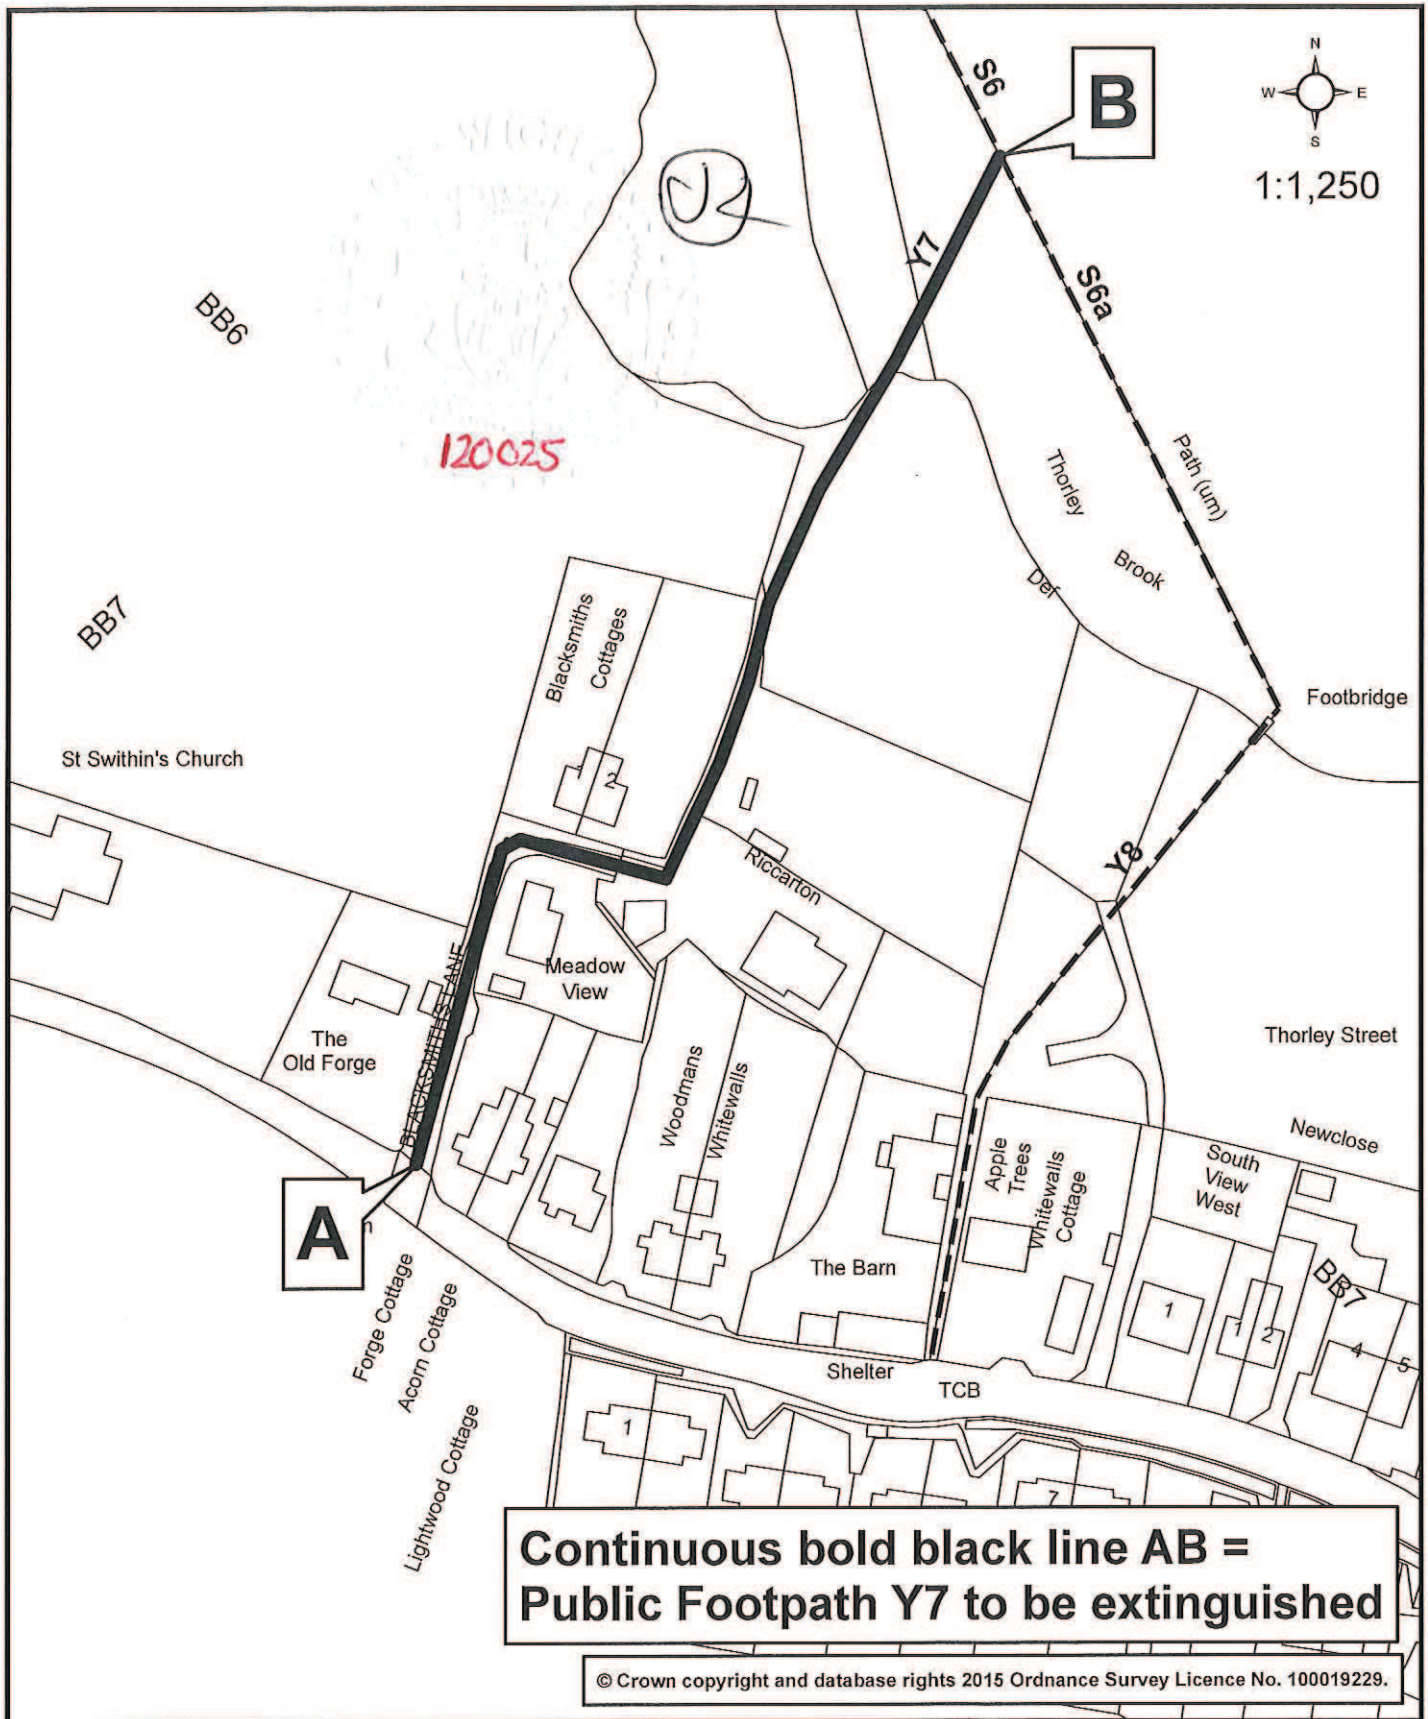 N
W E
S
1:1,250
S6
B
J2
Y7
S6a
BB6
120025
Path (um)
Thorley
Brook
Def
BB7
Blacksmiths
Cottages
Footbridge
St Swithin's Church
2
Y8
Riccarton
Meadow
View
BLACKSMITHS LANE
The
Old Forge
Thorley Street
Woodmans
Whitewalls
Newclose
Apple
Trees
South
View
West
Whitewalls
Cottage
A
The Barn
BB7
1
1
2
4
5
Forge Cottage
Acorn Cottage
Shelter
TCB
Lightwood Cottage
1
7
Continuous bold black line AB =
Public Footpath Y7 to be extinguished
© Crown copyright and database rights 2015 Ordnance Survey Licence No. 100019229.